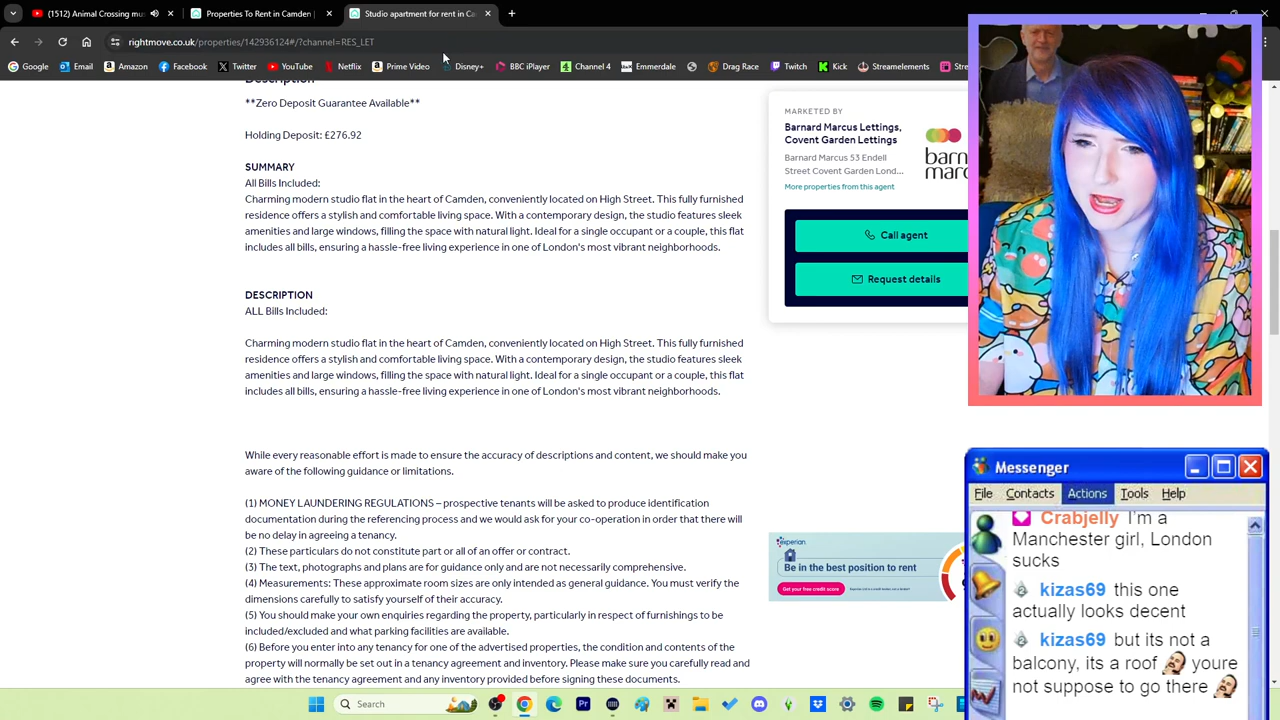 (1512) Amazing Chinese mus
Properties
Studio apartment for rent in Ca
rightmove.co.uk/properties/142936124#/?channel=RES_LET
Google
Email
Amazon
Facebook
Twitter
YouTube
Netflix
Prime Video
Disney+
BBC iPlayer
Channel 4
Emmerdale
Drag Race
Twitch
Kick
Streamelements
Description
**Zero Deposit Guarantee Available**
Holding Deposit: £276.92
SUMMARY
All Bills Included:
Charming modern studio flat in the heart of Camden, conveniently located on High Street. This fully furnished
residence offers a stylish and comfortable living space. With a contemporary design, the studio features sleek
amenities and large windows, filling the space with natural light. Ideal for a single occupant or a couple, this flat
includes all bills, ensuring a hassle-free living experience in one of London's most vibrant neighborhoods.
DESCRIPTION
ALL Bills Included:
Charming modern studio flat in the heart of Camden, conveniently located on High Street. This fully furnished
residence offers a stylish and comfortable living space. With a contemporary design, the studio features sleek
amenities and large windows, filling the space with natural light. Ideal for a single occupant or a couple, this flat
includes all bills, ensuring a hassle-free living experience in one of London's most vibrant neighborhoods.
While every reasonable effort is made to ensure the accuracy of descriptions and content, we should make you
aware of the following guidance or limitations.
(1) MONEY LAUNDERING REGULATIONS – prospective tenants will be asked to produce identification
documentation during the referencing process and we would ask for your co-operation in order that there will
be no delay in agreeing a tenancy.
(2) These particulars do not constitute part or all of an offer or contract.
(3) The text, photographs and plans are for guidance only and are not necessarily comprehensive.
(4) Measurements: These approximate room sizes are only intended as general guidance. You must verify the
dimensions carefully to satisfy yourself of their accuracy.
(5) You should make your own enquiries regarding the property, particularly in respect of furnishings to be
included/excluded and what parking facilities are available.
(6) Before you enter into any tenancy for one of the advertised properties, the condition and contents of the
property will normally be set out in a tenancy agreement and inventory. Please make sure you carefully read and
agree with the tenancy agreement and any inventory provided before signing these documents.
MARKETED BY
Barnard Marcus Lettings,
Covent Garden Lettings
Barnard Marcus 53 Endell
Street Covent Garden Lond...
More properties from this agent
barn
marc
Call agent
Request details
experian.
Be in the best position to rent
Get your free credit score
Messenger
File Contacts Actions Tools Help
Crabjelly I'm a
Manchester girl, London
sucks
kizas69 this one
actually looks decent
kizas69 but its not a
balcony, its a roof youre
not suppose to go there
Search